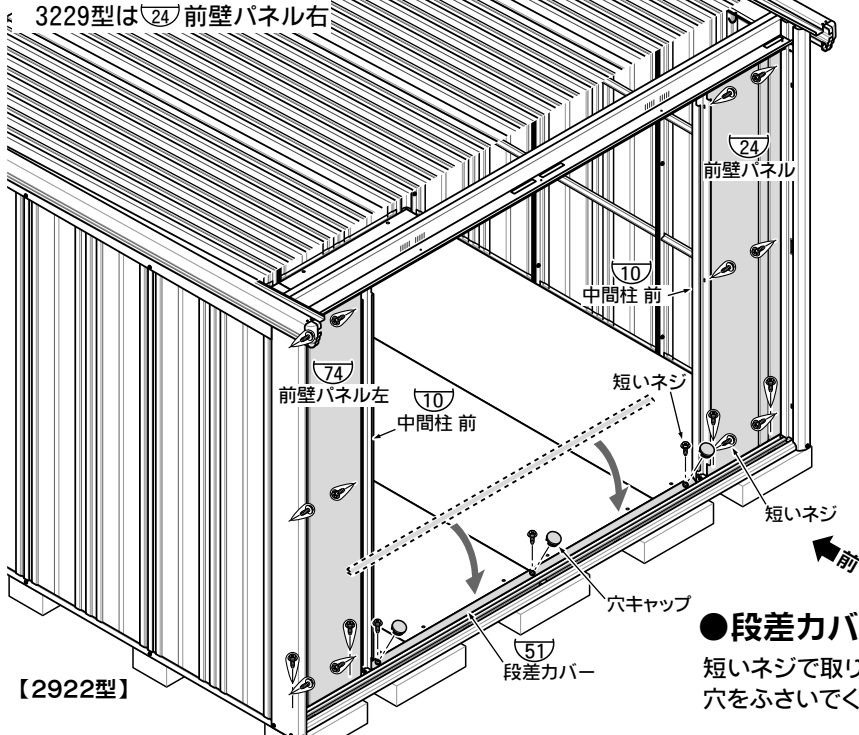 3229型は 24 前壁パネル右
24
前壁パネル
10
中間柱 前
74
前壁パネル左
10
中間柱 前
短いネジ
短いネジ
前
穴キャップ
51
段差カバー
●段差カバ
短いネジで取り
穴をふさいでく
【2922型】